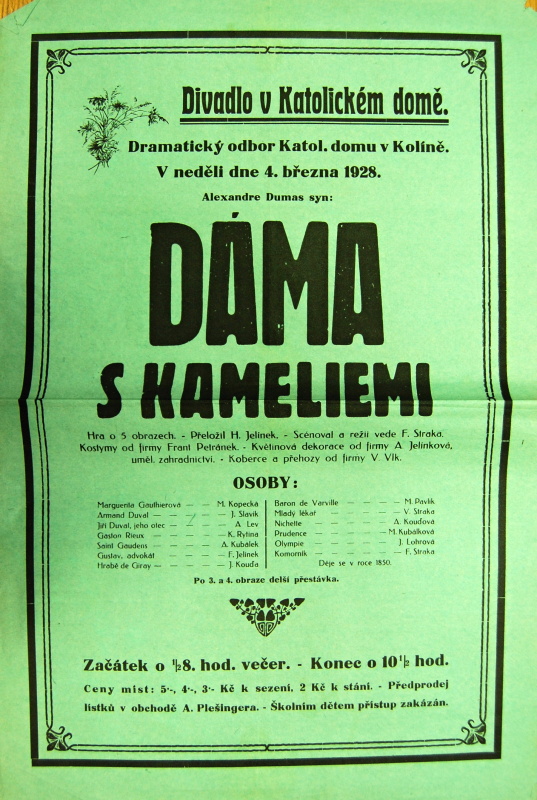 Divadlo v Katolickém domě.
Dramatický odbor Katol. domu v Kolíně.
V neděli dne 4. března 1928.
Alexandre Dumas syn:
DÁMA
S KAMELIEMI
Hra o 5 obrazech. - Přeložil H. Jelínek. - Scénoval a režii vede F. Straka.
Kostymy od firmy Frant Petránek. - Květinová dekorace od firmy A. Jelínková,
uměl. zahradnictví. - Koberce a přehozy od firmy V. Vlk.
OSOBY:
Marguerita Gauthierová — — M. Kopecká
Armand Duval — — — — J. Slavík
Jiří Duval, jeho otec — — — A. Lev
Gaston Rieux — — — — K. Rytina
Saint Gaudens — — — — A. Kubálek
Gustav, advokát — — — F. Jelínek
Hrabě de Giray — — — — J. Kouďa
Baron de Varville — — — — M. Pavlík
Mladý lékař — — — — V. Straka
Nichette — — — — A. Kouďová
Prudence — — — — M. Kubálková
Olympie — — — — J. Lohrová
Komorník — — — — F. Straka
Děje se v roce 1850.
Po 3. a 4. obraze delší přestávka.
Začátek o 1/2 8. hod. večer. - Konec o 10 1/2 hod.
Ceny míst: 5·-, 4·-, 3·- Kč k sezení, 2 Kč k stání. - Předprodej
lístků v obchodě A. Plešingera. - Školním dětem přístup zakázán.